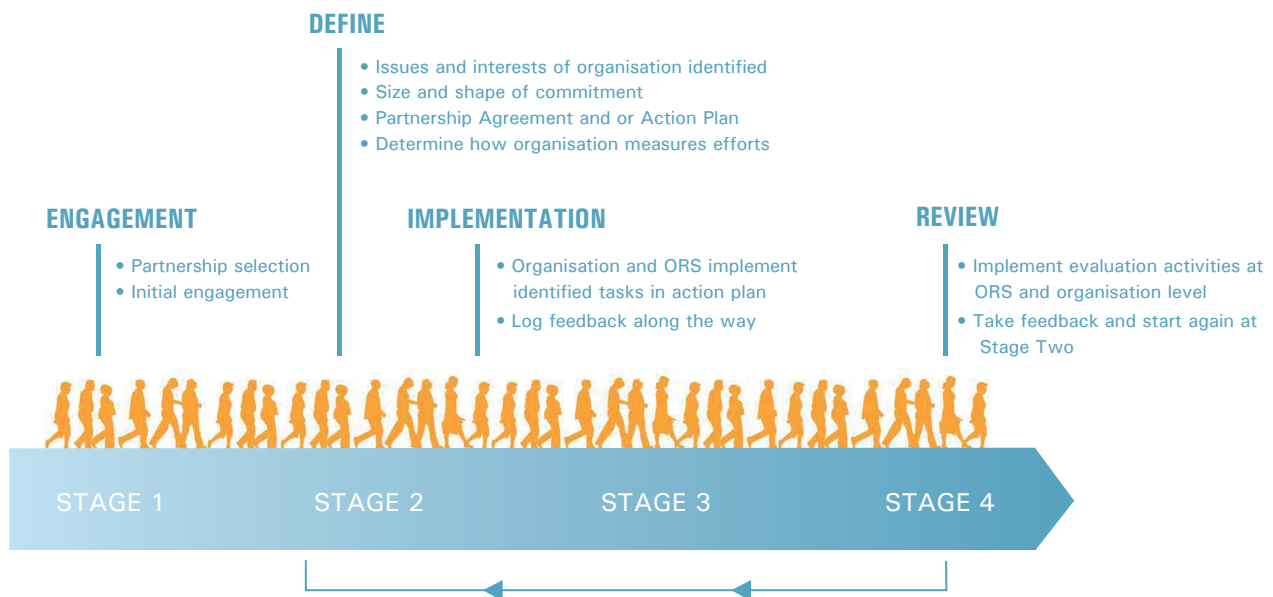 DEFINE
• Issues and interests of organisation identified
• Size and shape of commitment
• Partnership Agreement and or Action Plan
• Determine how organisation measures efforts
ENGAGEMENT
• Partnership selection
• Initial engagement
IMPLEMENTATION
• Organisation and ORS implement
identified tasks in action plan
• Log feedback along the way
REVIEW
• Implement evaluation activities at
ORS and organisation level
• Take feedback and start again at
Stage Two
STAGE 1
STAGE 2
STAGE 3
STAGE 4